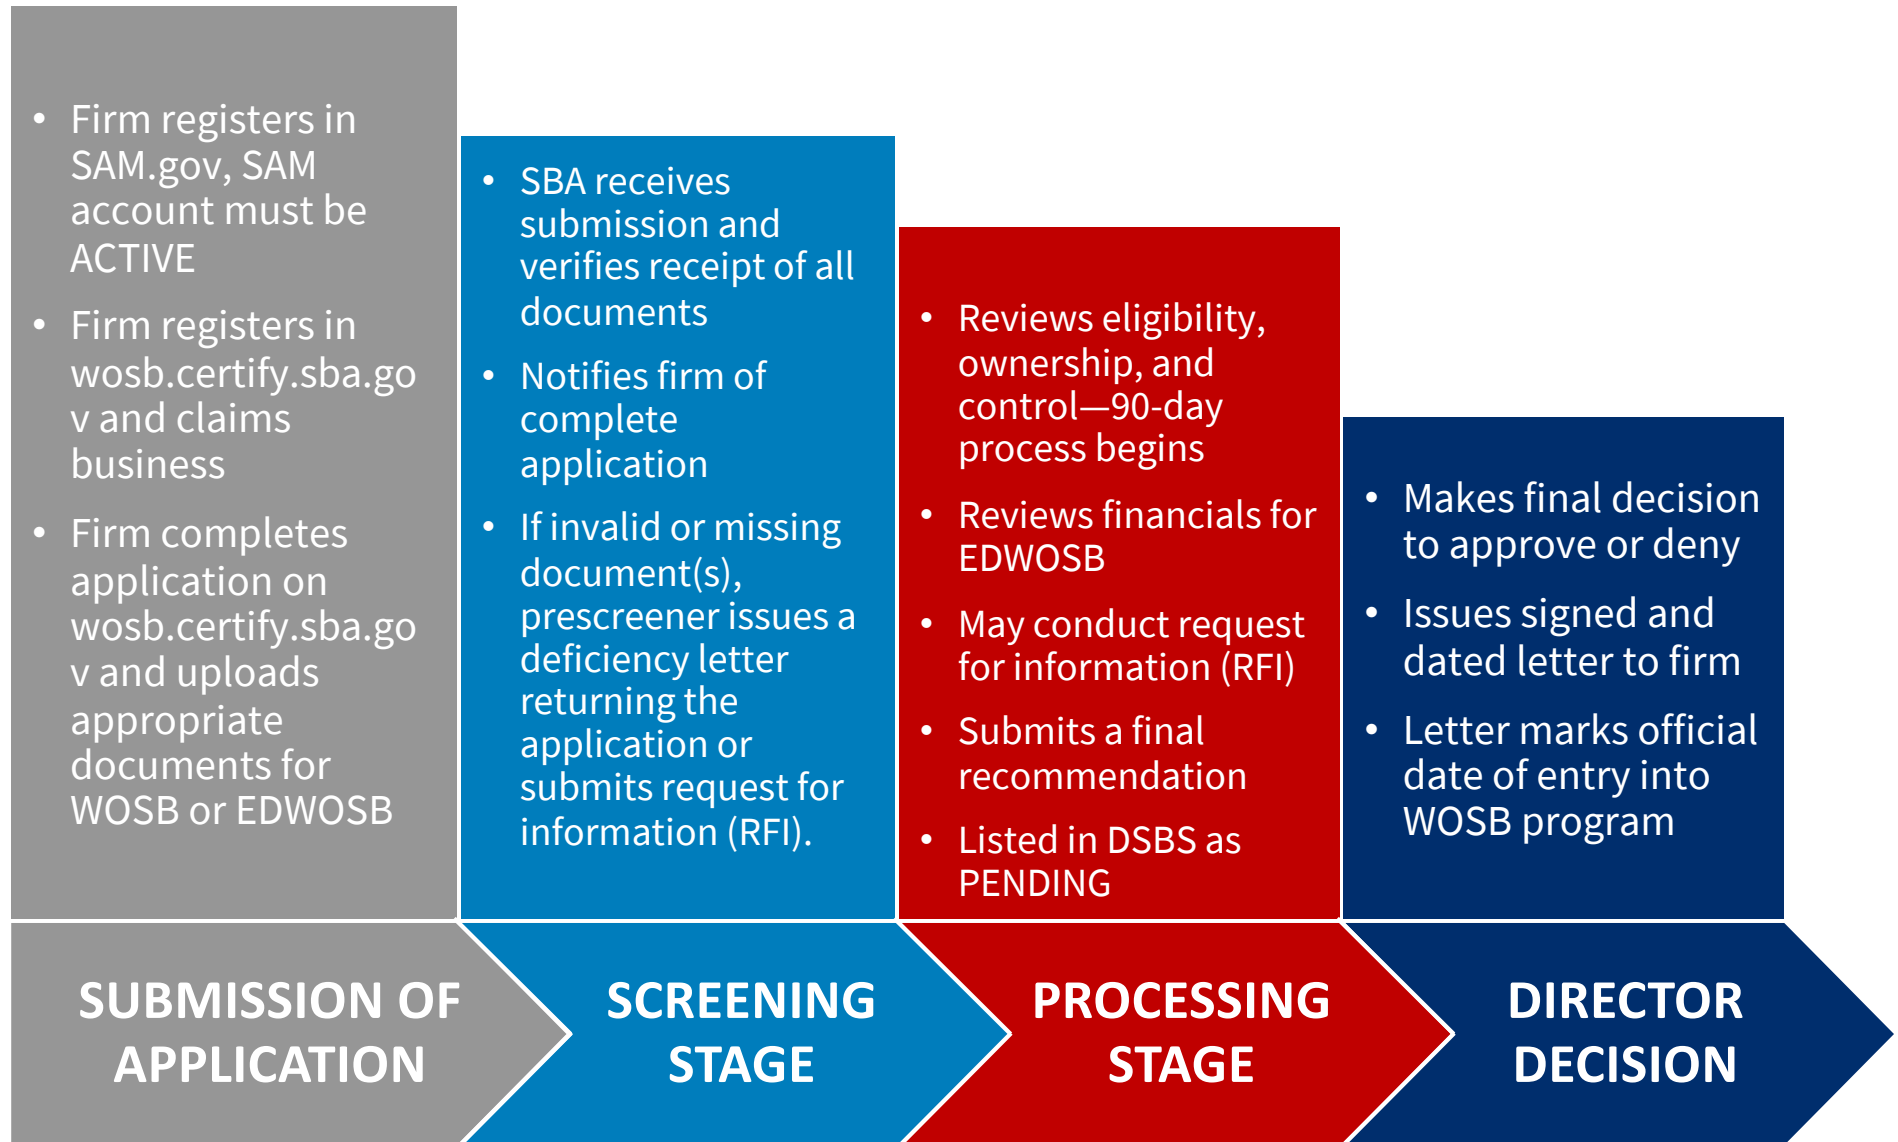 • Firm registers in
SAM.gov, SAM
account must be
ACTIVE
• Firm registers in
wosb.certify.sba.go
v and claims
business
• Firm completes
application on
wosb.certify.sba.go
v and uploads
appropriate
documents for
WOSB or EDWOSB
• SBA receives
submission and
verifies receipt of all
documents
• Notifies firm of
complete
application
• If invalid or missing
document(s),
prescreener issues a
deficiency letter
returning the
application or
submits request for
information (RFI).
• Reviews eligibility,
ownership, and
control—90-day
process begins
• Reviews financials for
EDWOSB
• May conduct request
for information (RFI)
• Submits a final
recommendation
• Listed in DSBS as
PENDING
• Makes final decision
to approve or deny
• Issues signed and
dated letter to firm
• Letter marks official
date of entry into
WOSB program
SUBMISSION OF
APPLICATION
SCREENING
STAGE
PROCESSING
STAGE
DIRECTOR
DECISION